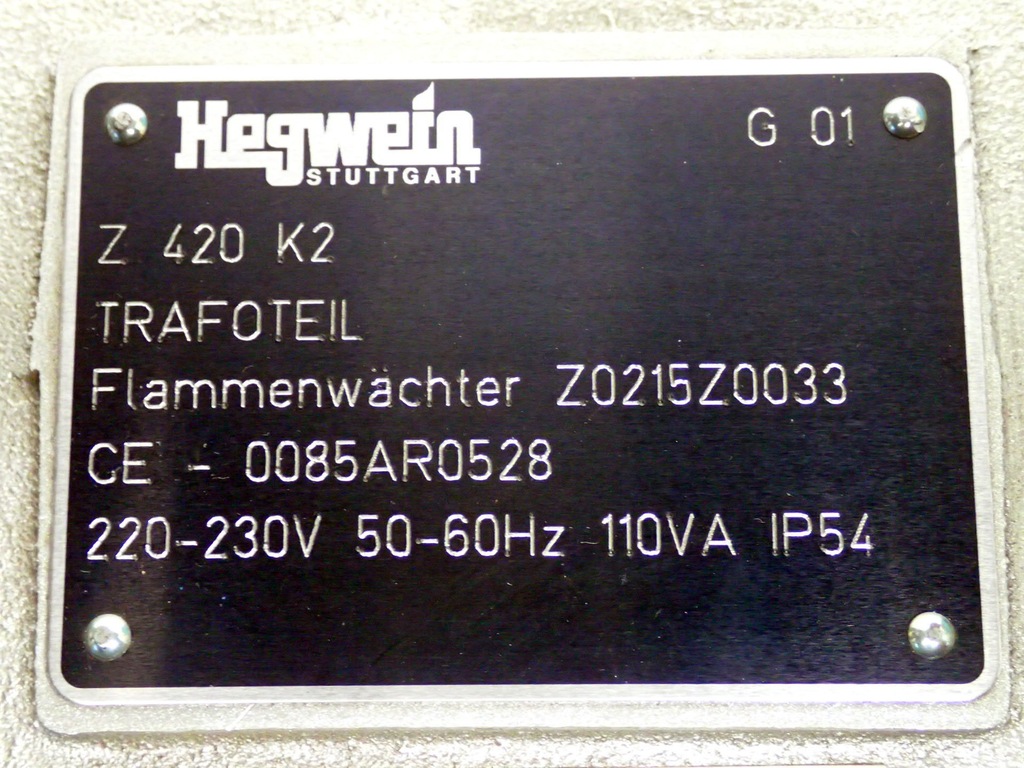 Hegwein G 01
STUTTGART
Z 420 K2
TRAFOTEIL
Flammenwächter Z0215Z0033
CE - 0085AR0528
220-230V 50-60Hz 110VA IP54